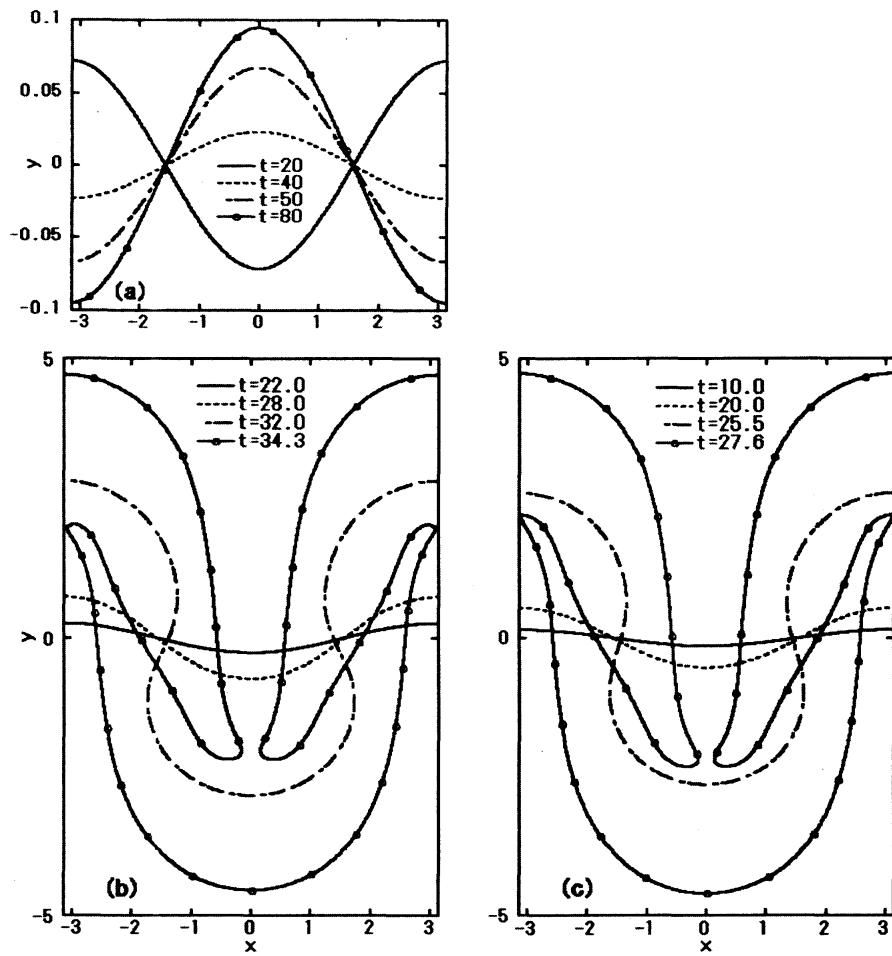 0.1
0.05
y 0
-0.05
-0.1
t=20
t=40
t=50
t=80
(a)
-3 -2 -1 0 1 2 3
5
y 0
-5
t=22.0
t=28.0
t=32.0
t=34.3
(b)
-3 -2 -1 0 1 2 3
x
5
0
-5
t=10.0
t=20.0
t=25.5
t=27.6
(c)
-3 -2 -1 0 1 2 3
x